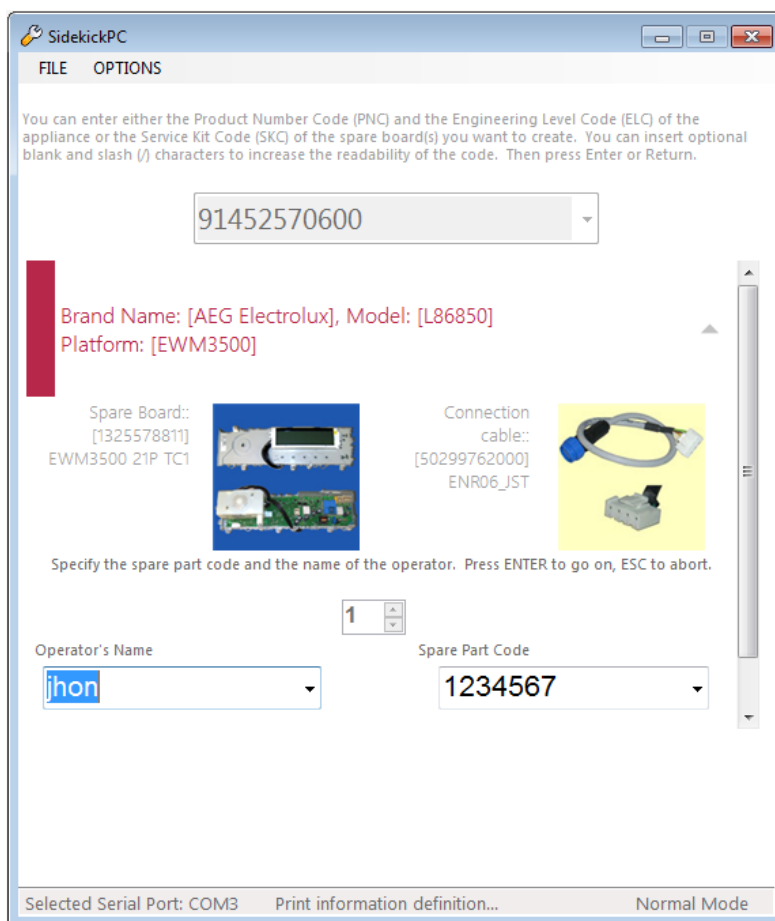 SidekickPC
FILE OPTIONS
You can enter either the Product Number Code (PNC) and the Engineering Level Code (ELC) of the
appliance or the Service Kit Code (SKC) of the spare board(s) you want to create. You can insert optional
blank and slash (/) characters to increase the readability of the code. Then press Enter or Return.
91452570600
Brand Name: [AEG Electrolux], Model: [L86850]
Platform: [EWM3500]
Spare Board::
[1325578811]
EWM3500 21P TC1
Connection
cable::
[50299762000]
ENR06_JST
Specify the spare part code and the name of the operator. Press ENTER to go on, ESC to abort.
1
Operator's Name
Spare Part Code
jhon
1234567
Selected Serial Port: COM3 Print information definition... Normal Mode